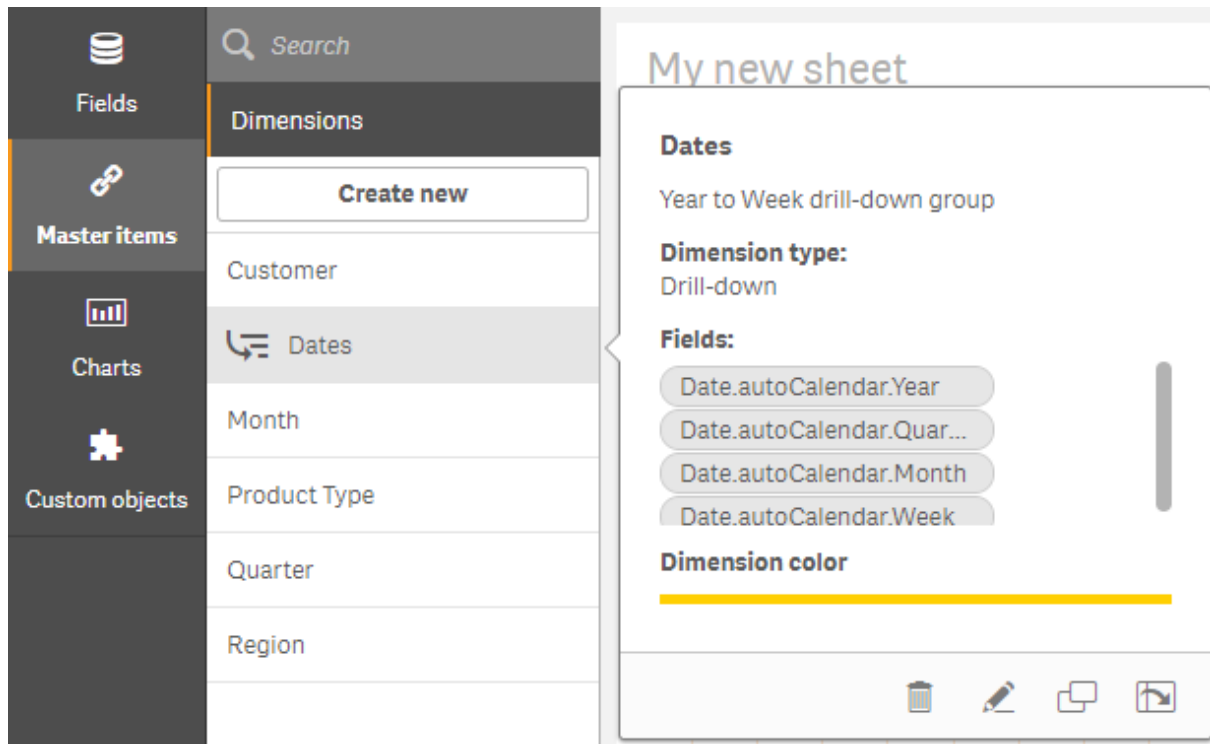 Fields
Master items
Charts
Custom objects
Search
Dimensions
Create new
Customer
Dates
Month
Product Type
Quarter
Region
My new sheet
Dates
Year to Week drill-down group
Dimension type:
Drill-down
Fields:
Date.autoCalendar.Year
Date.autoCalendar.Quar...
Date.autoCalendar.Month
Date.autoCalendar.Week
Dimension color